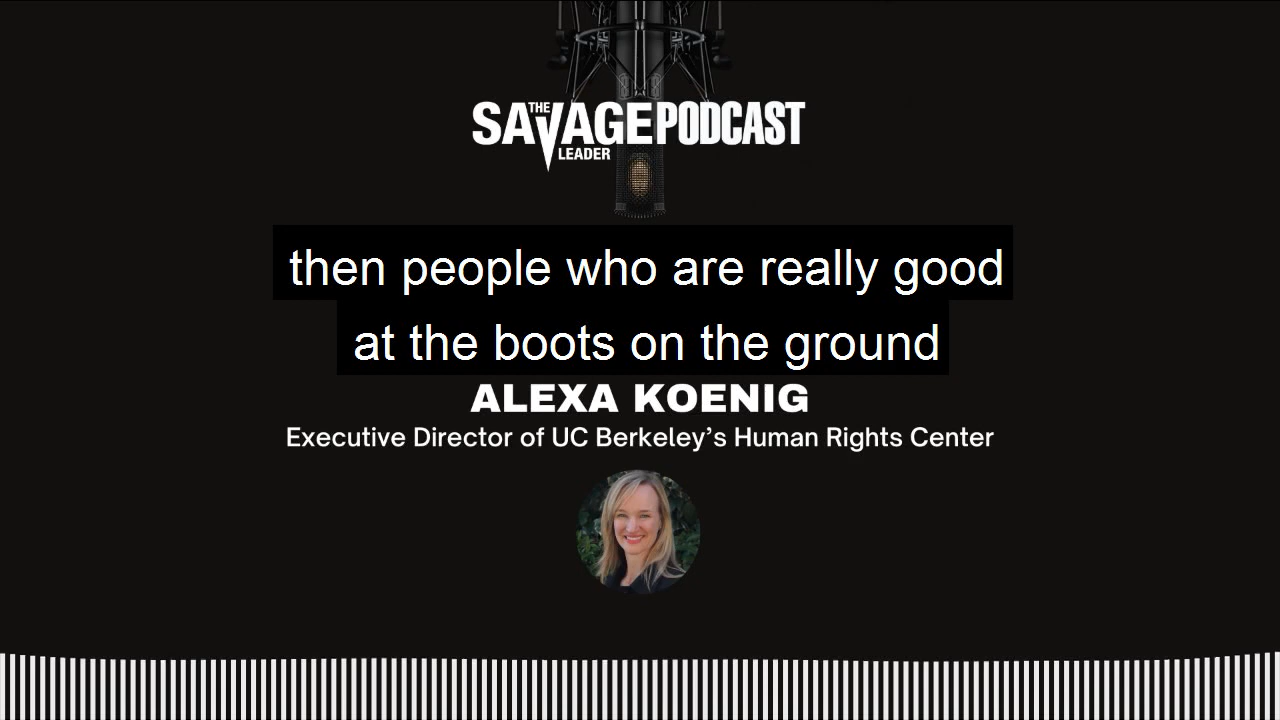 THE SAVAGE LEADER PODCAST
then people who are really good
at the boots on the ground
ALEXA KOENIG
Executive Director of UC Berkeley’s Human Rights Center